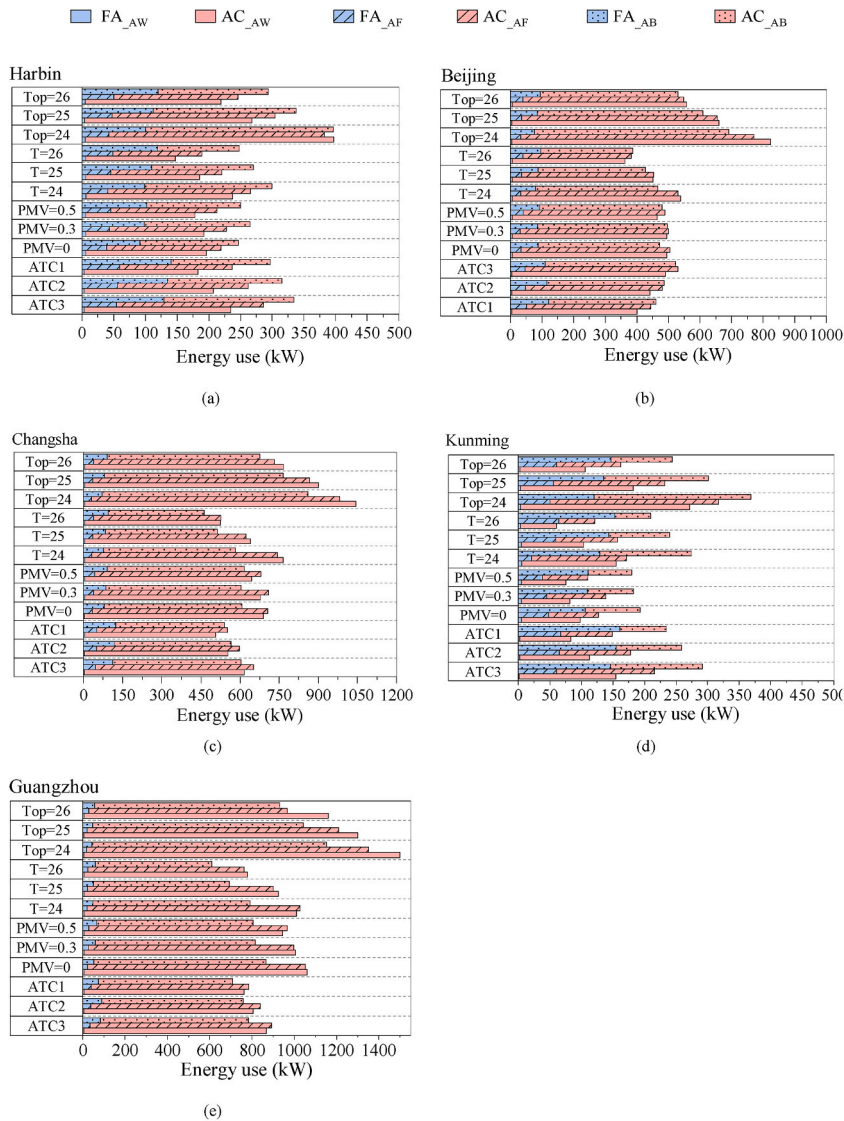 FA_AW AC_AW FA_AF AC_AF FA_AB AC_AB
Harbin
Top=26
Top=25
Top=24
T=26
T=25
T=24
PMV=0.5
PMV=0.3
PMV=0
ATC1
ATC2
ATC3
0 50 100 150 200 250 300 350 400 450 500
Energy use (kW)
(a)
Beijing
Top=26
Top=25
Top=24
T=26
T=25
T=24
PMV=0.5
PMV=0.3
PMV=0
ATC3
ATC2
ATC1
0 100 200 300 400 500 600 700 800 900 1000
Energy use (kW)
(b)
Changsha
Top=26
Top=25
Top=24
T=26
T=25
T=24
PMV=0.5
PMV=0.3
PMV=0
ATC1
ATC2
ATC3
0 150 300 450 600 750 900 1050 1200
Energy use (kW)
(c)
Kunming
Top=26
Top=25
Top=24
T=26
T=25
T=24
PMV=0.5
PMV=0.3
PMV=0
ATC1
ATC2
ATC3
0 50 100 150 200 250 300 350 400 450 500
Energy use (kW)
(d)
Guangzhou
Top=26
Top=25
Top=24
T=26
T=25
T=24
PMV=0.5
PMV=0.3
PMV=0
ATC1
ATC2
ATC3
0 200 400 600 800 1000 1200 1400
Energy use (kW)
(e)